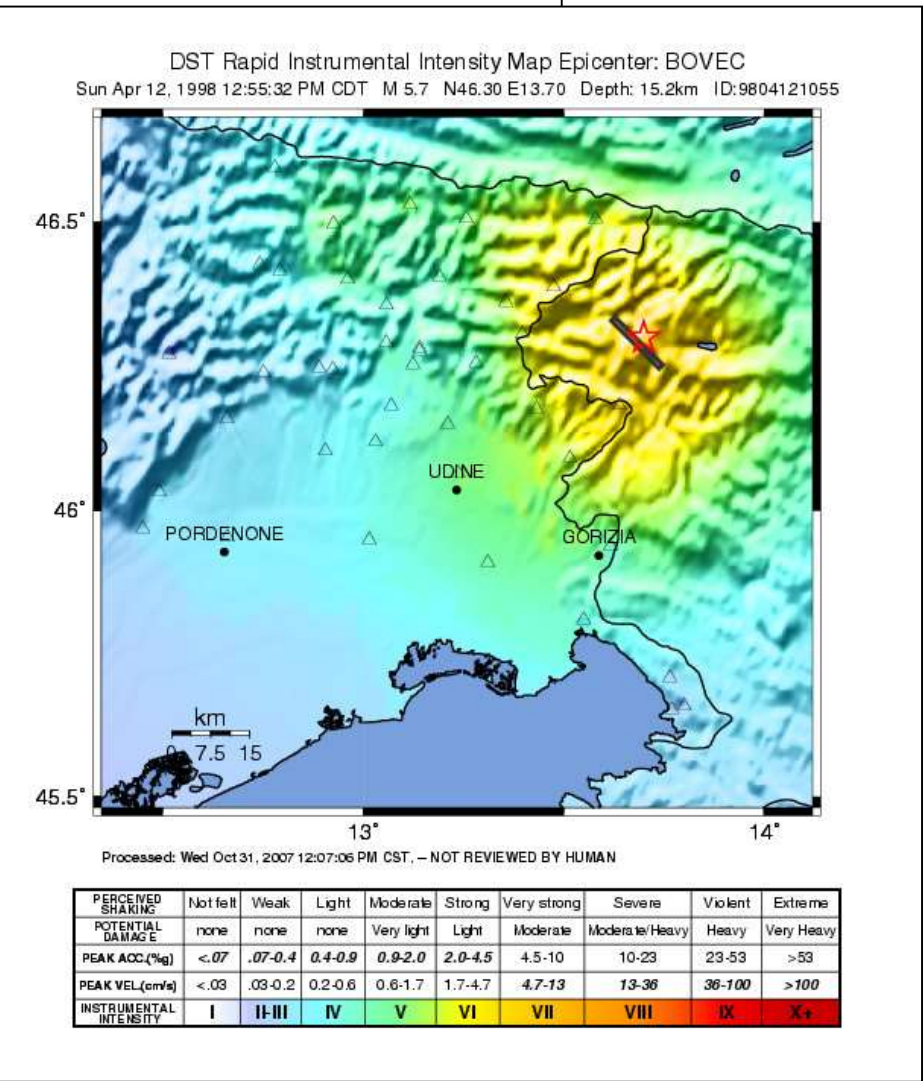 DST Rapid Instrumental Intensity Map Epicenter: BOVEC
Sun Apr 12, 1998 12:55:32 PM CDT M 5.7 N46.30 E13.70 Depth: 15.2km ID:9804121055
46.5˚
UDINE
46˚
PORDENONE
GORIZIA
km
0 7.5 15
45.5˚
13˚ 14˚
Processed: Wed Oct 31, 2007 12:07:06 PM CST, – NOT REVIEWED BY HUMAN
PERCEIVED SHAKING Not felt Weak Light Moderate Strong Very strong Severe Violent Extreme
POTENTIAL DAMAGE none none none Very light Light Moderate Moderate/Heavy Heavy Very Heavy
PEAK ACC.(%g) <.07 .07-0.4 0.4-0.9 0.9-2.0 2.0-4.5 4.5-10 10-23 23-53 >53
PEAK VEL.(cm/s) <.03 .03-0.2 0.2-0.6 0.6-1.7 1.7-4.7 4.7-13 13-36 36-100 >100
INSTRUMENTAL INTENSITY I II-III IV V VI VII VIII IX X+